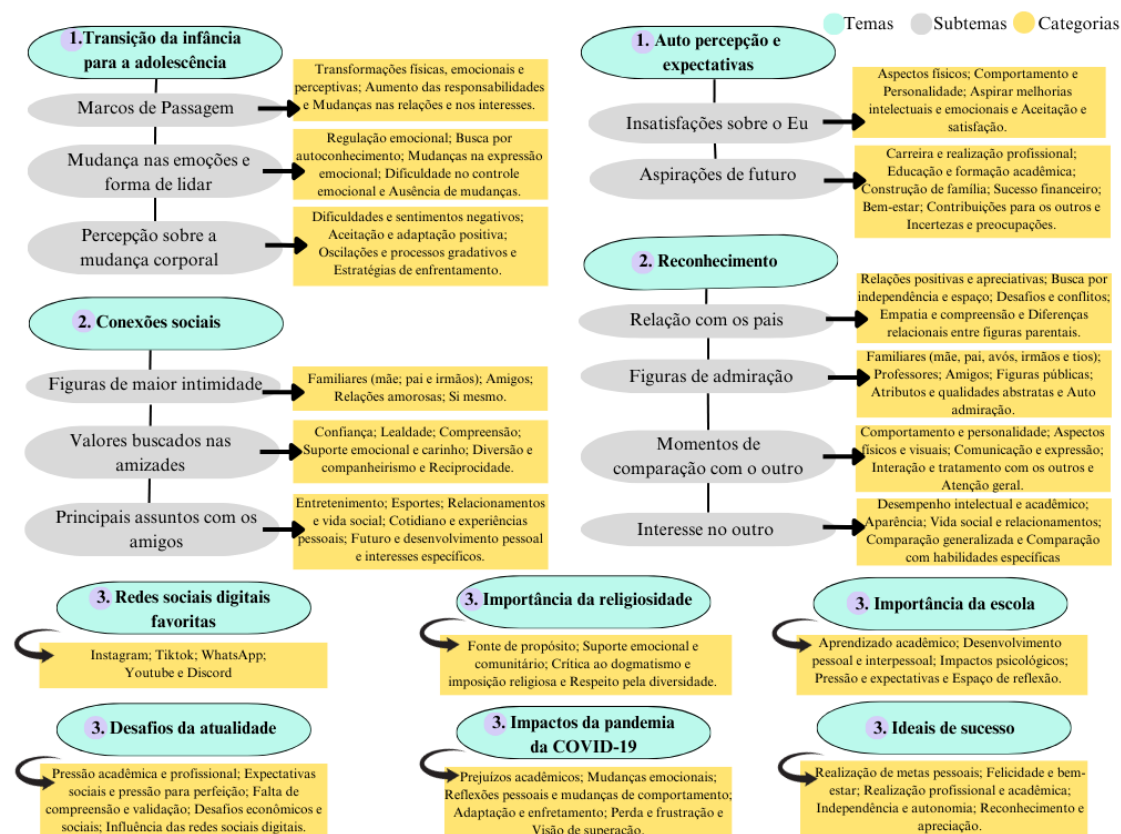 Temas
Subtemas
Categorias
1.Transição da infância
para a adolescência
Marcos de Passagem
Transformações físicas, emocionais e
perceptivas; Aumento das responsabilidades
e Mudanças nas relações e nos interesses.
Mudança nas emoções e
forma de lidar
Regulação emocional; Busca por
autoconhecimento; Mudanças na expressão
emocional; Dificuldade no controle
emocional e Ausência de mudanças.
Percepção sobre a
mudança corporal
Dificuldades e sentimentos negativos;
Aceitação e adaptação positiva;
Oscilações e processos gradativos e
Estratégias de enfrentamento.
2. Conexões sociais
Figuras de maior intimidade
Familiares (mãe; pai e irmãos); Amigos;
Relações amorosas; Si mesmo.
Valores buscados nas
amizades
Confiança; Lealdade; Compreensão;
Suporte emocional e carinho; Diversão e
companheirismo e Reciprocidade.
Principais assuntos com os
amigos
Entretenimento; Esportes; Relacionamentos
e vida social; Cotidiano e experiências
pessoais; Futuro e desenvolvimento pessoal
e interesses específicos.
1. Auto percepção e
expectativas
Insatisfações sobre o Eu
Aspectos físicos; Comportamento e
Personalidade; Aspirar melhorias
intelectuais e emocionais e Aceitação e
satisfação.
Aspirações de futuro
Carreira e realização profissional;
Educação e formação acadêmica;
Construção de família; Sucesso financeiro;
Bem-estar; Contribuições para os outros e
Incertezas e preocupações.
2. Reconhecimento
Relação com os pais
Relações positivas e apreciativas; Busca por
independência e espaço; Desafios e conflitos;
Empatia e compreensão e Diferenças
relacionais entre figuras parentais.
Figuras de admiração
Familiares (mãe, pai, avós, irmãos e tios);
Professores; Amigos; Figuras públicas;
Atributos e qualidades abstratas e Auto
admiração.
Momentos de
comparação com o outro
Comportamento e personalidade; Aspectos
físicos e visuais; Comunicação e expressão;
Interação e tratamento com os outros e
Atenção geral.
Interesse no outro
Desempenho intelectual e acadêmico;
Aparência; Vida social e relacionamentos;
Comparação generalizada e Comparação
com habilidades específicas
3. Redes sociais digitais
favoritas
Instagram; Tiktok; WhatsApp;
Youtube e Discord
3. Importância da religiosidade
Fonte de propósito; Suporte emocional e
comunitário; Crítica ao dogmatismo e
imposição religiosa e Respeito pela diversidade.
3. Importância da escola
Aprendizado acadêmico; Desenvolvimento
pessoal e interpessoal; Impactos psicológicos;
Pressão e expectativas e Espaço de reflexão.
3. Desafios da atualidade
Pressão acadêmica e profissional; Expectativas
sociais e pressão para perfeição; Falta de
compreensão e validação; Desafios econômicos e
sociais; Influência das redes sociais digitais.
3. Impactos da pandemia
da COVID-19
Prejuízos acadêmicos; Mudanças emocionais;
Reflexões pessoais e mudanças de comportamento;
Adaptação e enfretamento; Perda e frustração e
Visão de superação.
3. Ideais de sucesso
Realização de metas pessoais; Felicidade e bem-
estar; Realização profissional e acadêmica;
Independência e autonomia; Reconhecimento e
apreciação.